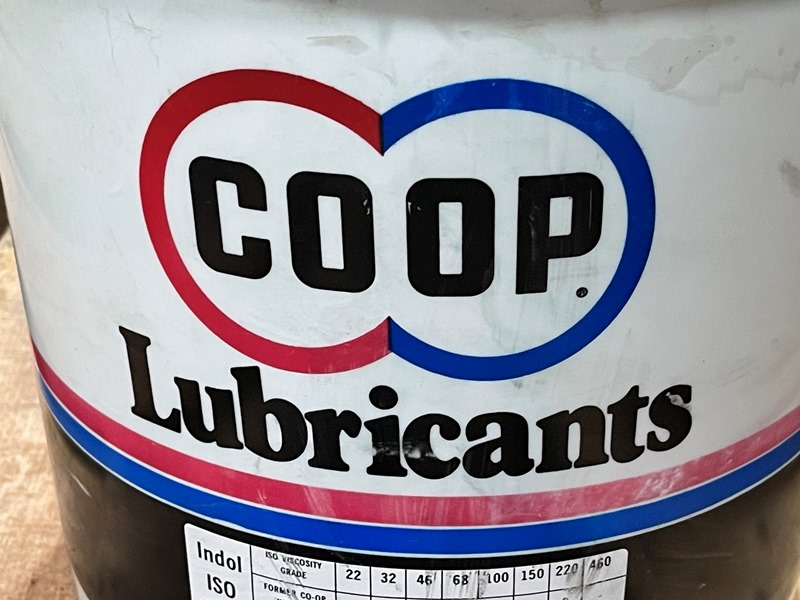 COOP
Lubricants
Indol ISO VISCOSITY GRADE 22 32 46 68 100 150 220 460
ISO FORMER CO-OP